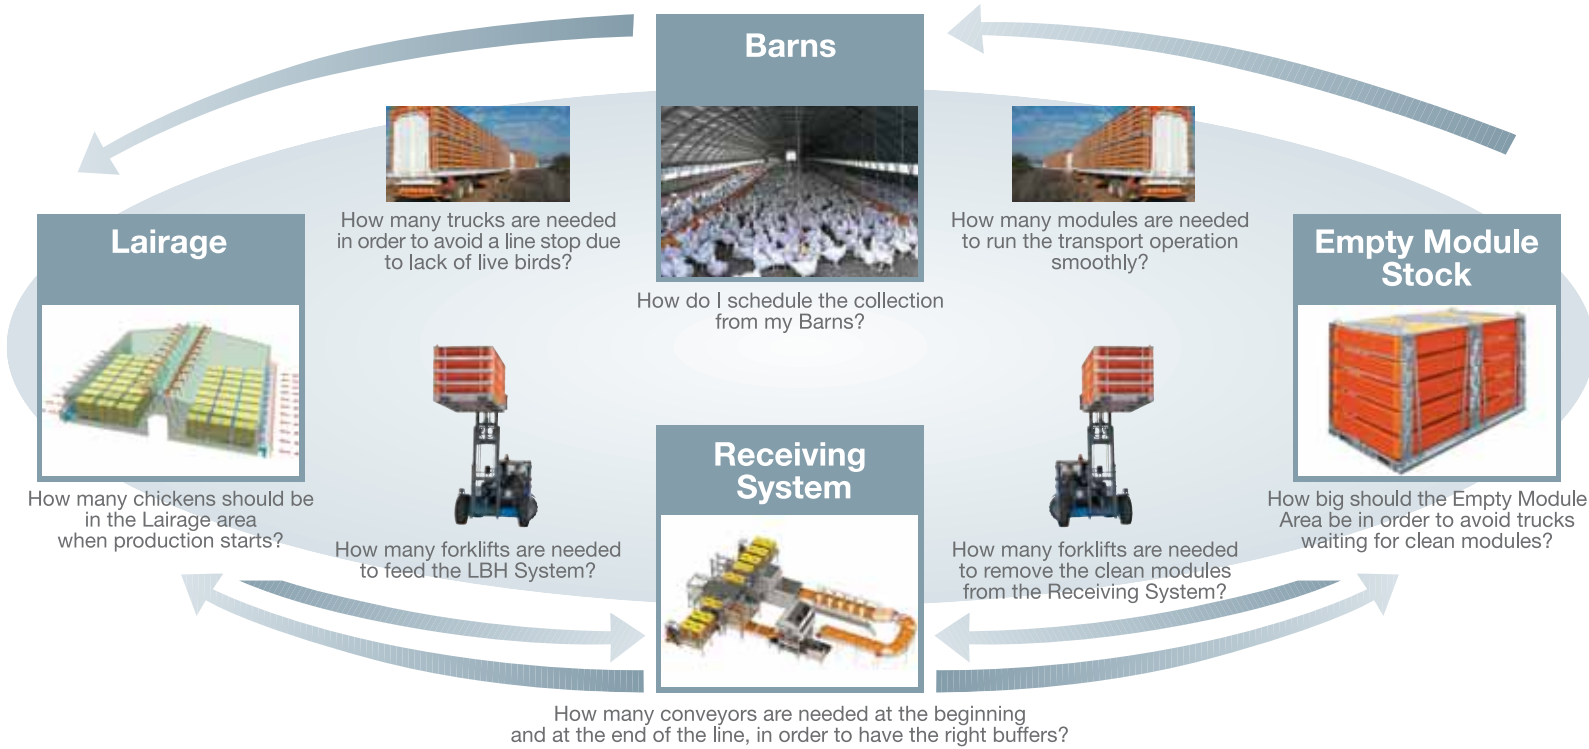 Barns
How many trucks are needed
in order to avoid a line stop due
to lack of live birds?
How many modules are needed
to run the transport operation
smoothly?
Lairage
Empty Module
Stock
How do I schedule the collection
from my Barns?
Receiving
System
How many chickens should be
in the Lairage area
when production starts?
How many forklifts are needed
to feed the LBH System?
How many forklifts are needed
to remove the clean modules
from the Receiving System?
How big should the Empty Module
Area be in order to avoid trucks
waiting for clean modules?
How many conveyors are needed at the beginning
and at the end of the line, in order to have the right buffers?